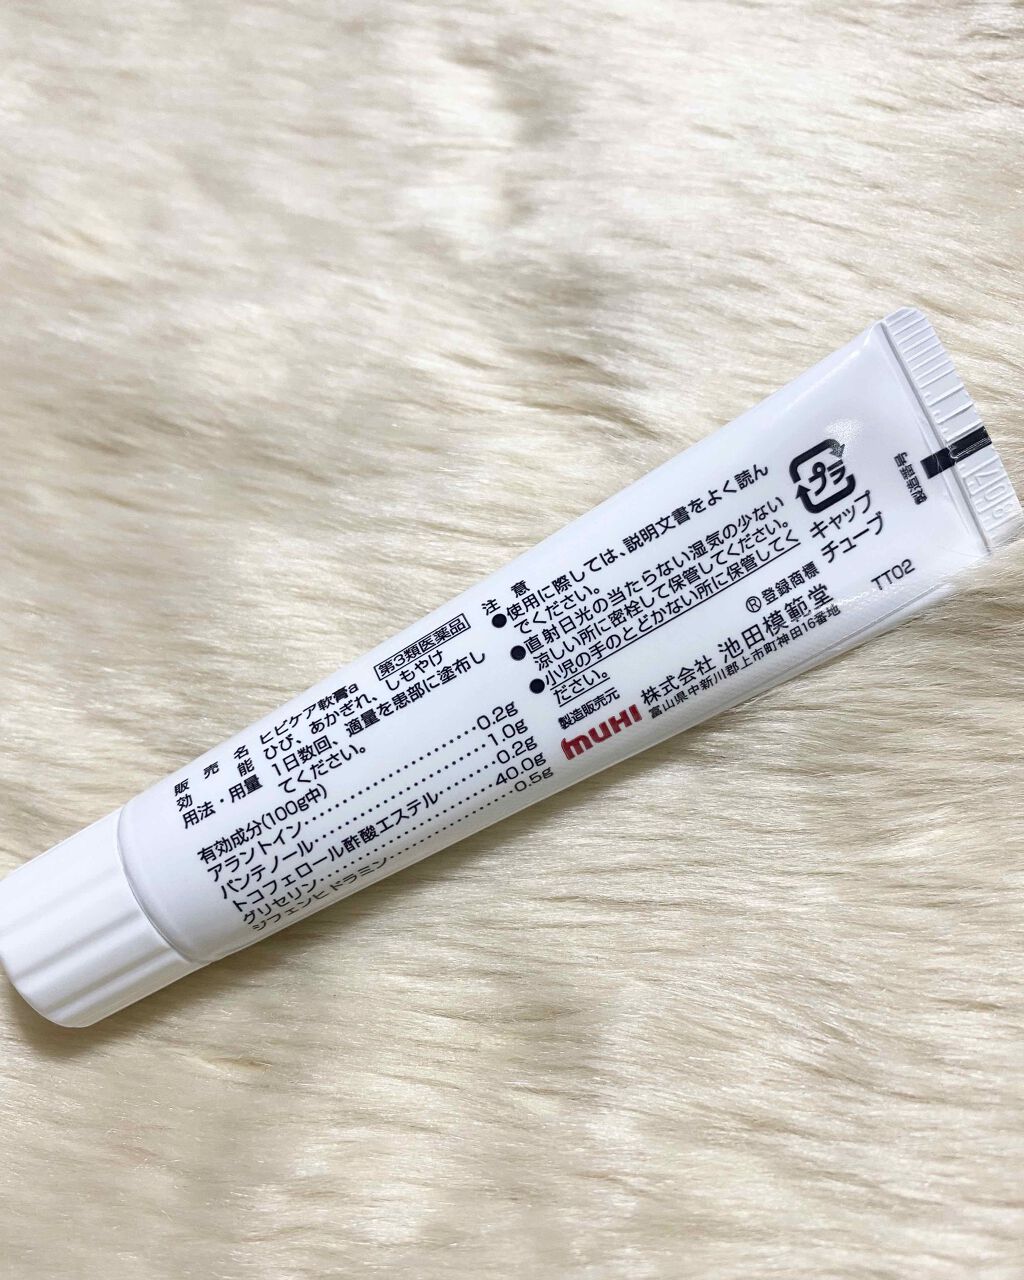 販売名 ヒビケア軟膏a 第3類医薬品
効能 ひび、あかぎれ、しもやけ
用法・用量 1日数回、適量を患部に塗布し
てください。
有効成分(100g中)
アラントイン……0.2g
パンテノール……1.0g
トコフェロール酢酸エステル……0.2g
グリセリン……40.0g
ジフェンヒドラミン……0.5g
注意
●使用に際しては、説明文書をよく読ん
でください。
●直射日光の当たらない湿気の少ない
涼しい所に密栓して保管してください。
●小児の手のとどかない所に保管してく
ださい。
製造販売元 ®登録商標
muHI 株式会社 池田模範堂
富山県中新川郡上市町神田16番地
プラ
キャップ
チューブ
TT02
製造番号